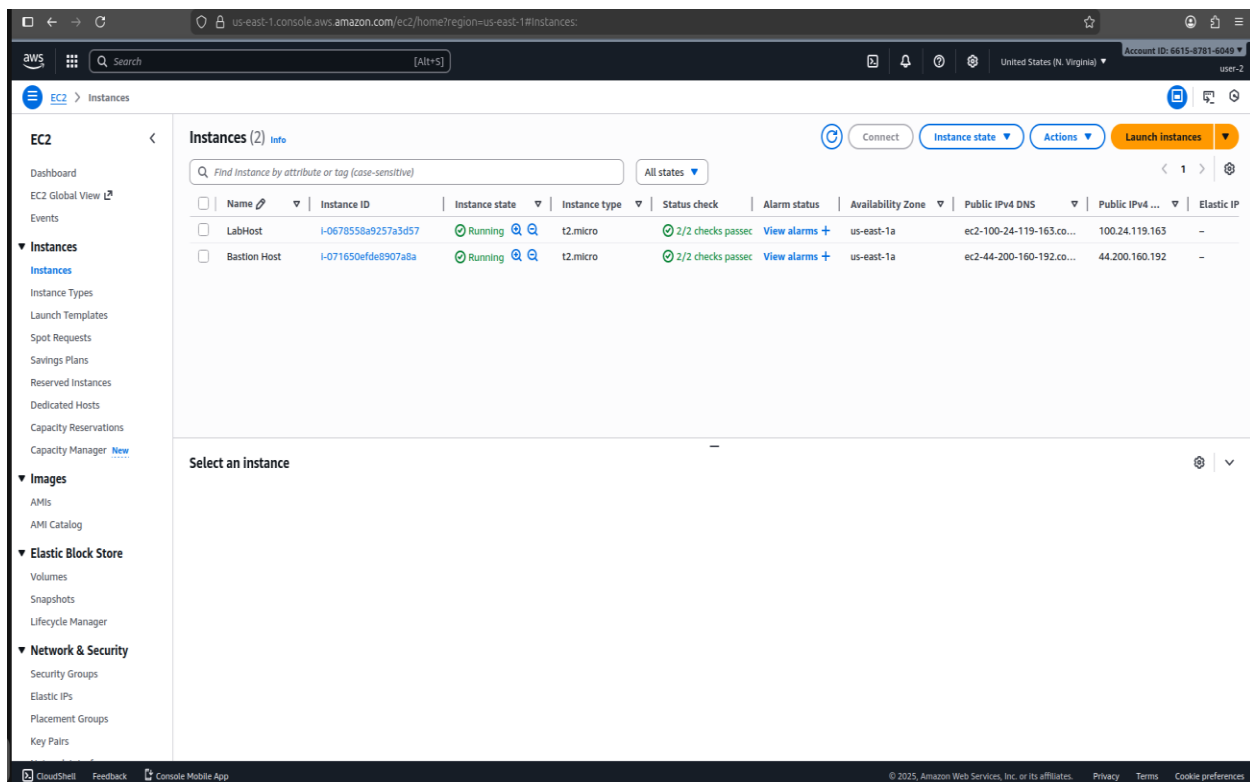 us-east-1.console.aws.amazon.com/ec2/home?region=us-east-1#Instances:
aws Search [Alt+S] United States (N. Virginia) ▼ Account ID: 6615-8781-6049 ▼
user-2
EC2 > Instances
EC2
Dashboard
EC2 Global View
Events
▼ Instances
Instances
Instance Types
Launch Templates
Spot Requests
Savings Plans
Reserved Instances
Dedicated Hosts
Capacity Reservations
Capacity Manager New
▼ Images
AMIs
AMI Catalog
▼ Elastic Block Store
Volumes
Snapshots
Lifecycle Manager
▼ Network & Security
Security Groups
Elastic IPs
Placement Groups
Key Pairs
Instances (2) Info Connect Instance state ▼ Actions ▼ Launch instances ▼
Find Instance by attribute or tag (case-sensitive) All states ▼ < 1 >
Name Instance ID Instance state Instance type Status check Alarm status Availability Zone Public IPv4 DNS Public IPv4 ... Elastic IP
LabHost i-0678558a9257a3d57 Running t2.micro 2/2 checks passec View alarms + us-east-1a ec2-100-24-119-163.co... 100.24.119.163 –
Bastion Host i-071650efde8907a8a Running t2.micro 2/2 checks passec View alarms + us-east-1a ec2-44-200-160-192.co... 44.200.160.192 –
Select an instance
CloudShell Feedback Console Mobile App © 2025, Amazon Web Services, Inc. or its affiliates. Privacy Terms Cookie preferences